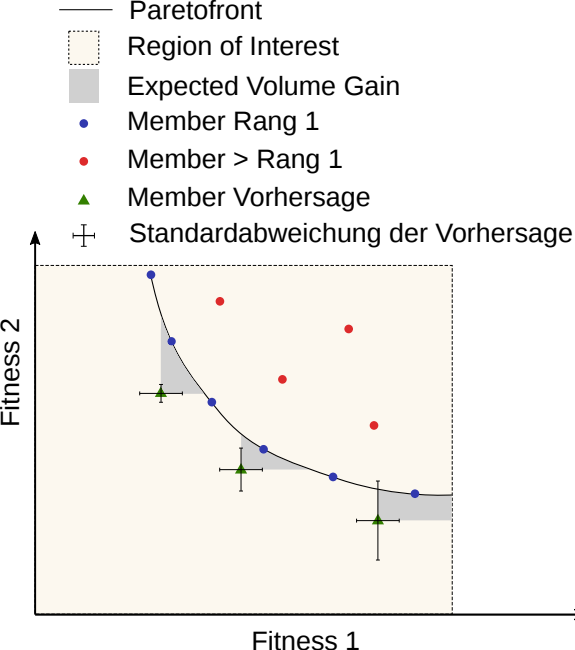 Paretofront
Region of Interest
Expected Volume Gain
Member Rang 1
Member > Rang 1
Member Vorhersage
Standardabweichung der Vorhersage
Fitness 2
Fitness 1